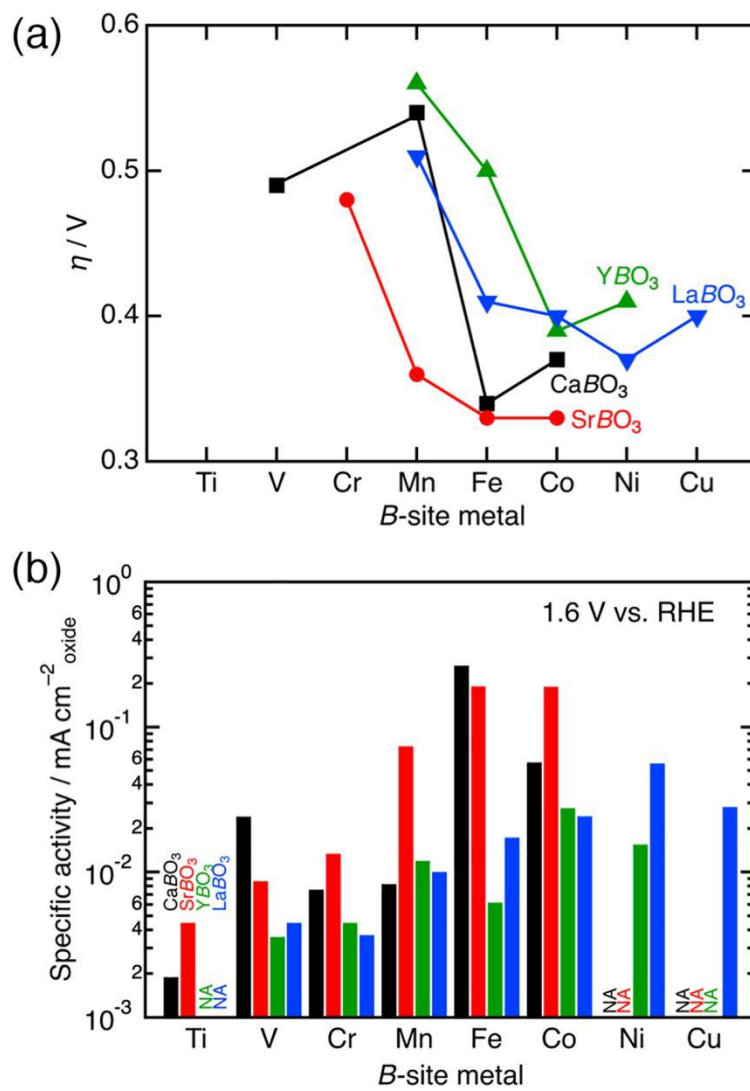 (a)
0.6
0.5
0.4
0.3
η / V
YBO₃
LaBO₃
CaBO₃
SrBO₃
Ti V Cr Mn Fe Co Ni Cu
B-site metal
(b)
10⁰
6
4
2
10⁻¹
6
4
2
10⁻²
6
4
2
10⁻³
Specific activity / mA cm⁻² oxide
1.6 V vs. RHE
CaBO₃
SrBO₃
YBO₃
LaBO₃
NA
NA
NA
NA
NA
NA
NA
Ti V Cr Mn Fe Co Ni Cu
B-site metal